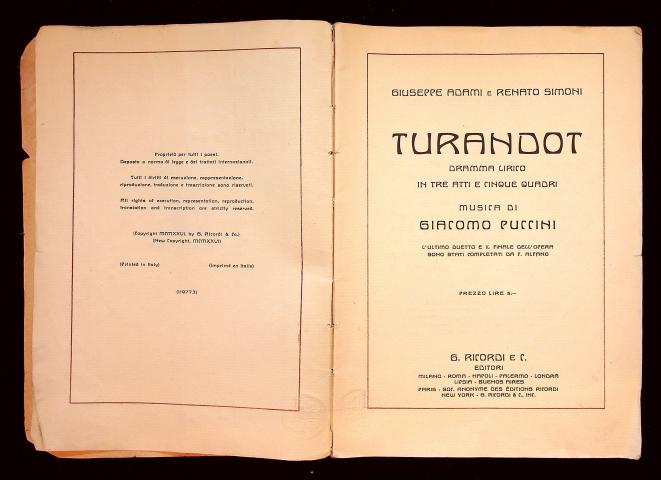 Proprietà per tutti i paesi.
Deposto a norma di legge e dei trattati internazionali.
Tutti i diritti di esecuzione, rappresentazione,
riproduzione, traduzione e trascrizione sono riservati.
All rights of execution, representation, reproduction,
translation and transcription are strictly reserved.
(Copyright MCMXXVI, by G. Ricordi & Co.)
(New Copyright, MCMXXVI)
(Printed in Italy) (Imprimé en Italie)
(119773)
GIUSEPPE ADAMI E RENATO SIMONI
TURANDOT
DRAMMA LIRICO
IN TRE ATTI E CINQUE QUADRI
MUSICA DI
GIACOMO PUCCINI
L'ULTIMO DUETTO E IL FINALE DELL'OPERA
SONO STATI COMPLETATI DA F. ALFANO
PREZZO LIRE 5.—
G. RICORDI E C.
EDITORI
MILANO - ROMA - NAPOLI - PALERMO - LONDRA
LIPSIA - BUENOS AIRES
PARIS - SOC. ANONYME DES ÉDITIONS RICORDI
NEW YORK - G. RICORDI & C., INC.